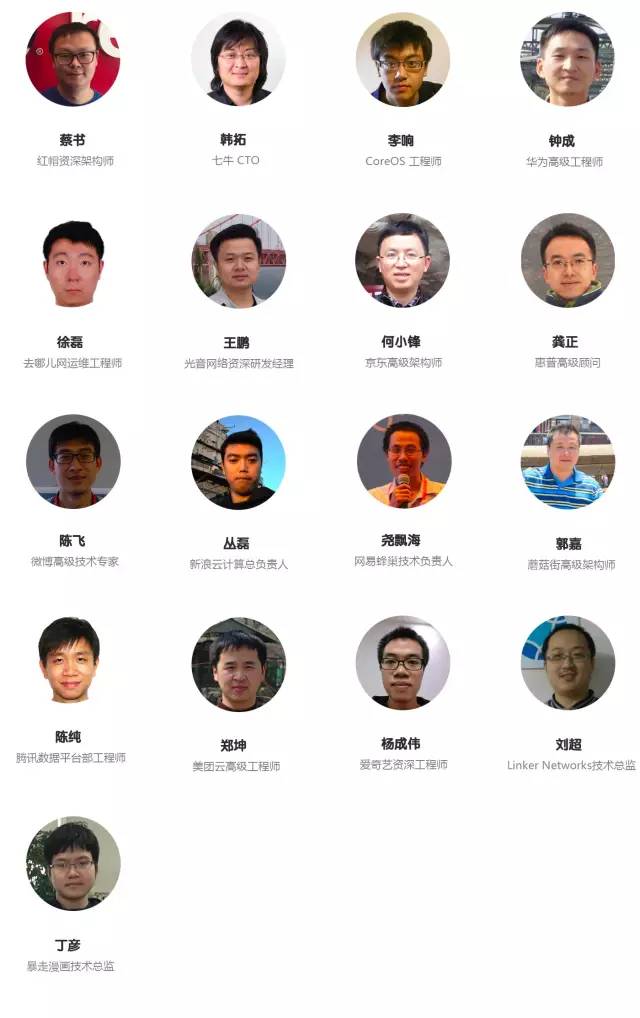 蔡书
红帽资深架构师
韩拓
七牛 CTO
李响
CoreOS 工程师
钟成
华为高级工程师
徐磊
去哪儿网运维工程师
王鹏
光音网络资深研发经理
何小锋
京东高级架构师
龚正
惠普高级顾问
陈飞
微博高级技术专家
丛磊
新浪云计算总负责人
尧飘海
网易蜂巢技术负责人
郭嘉
蘑菇街高级架构师
陈纯
腾讯数据平台部工程师
郑坤
美团云高级工程师
杨成伟
爱奇艺资深工程师
刘超
Linker Networks技术总监
丁彦
暴走漫画技术总监